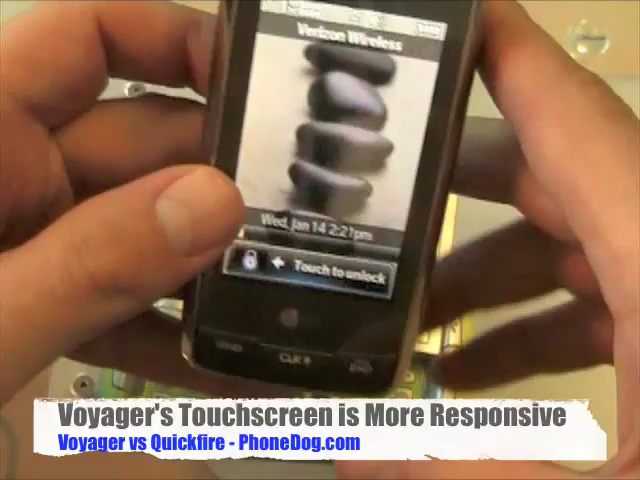 Verizon Wireless
Wed, Jan 14 2:21pm
Touch to unlock
SEND
CLR
END
Voyager's Touchscreen is More Responsive
Voyager vs Quickfire - PhoneDog.com